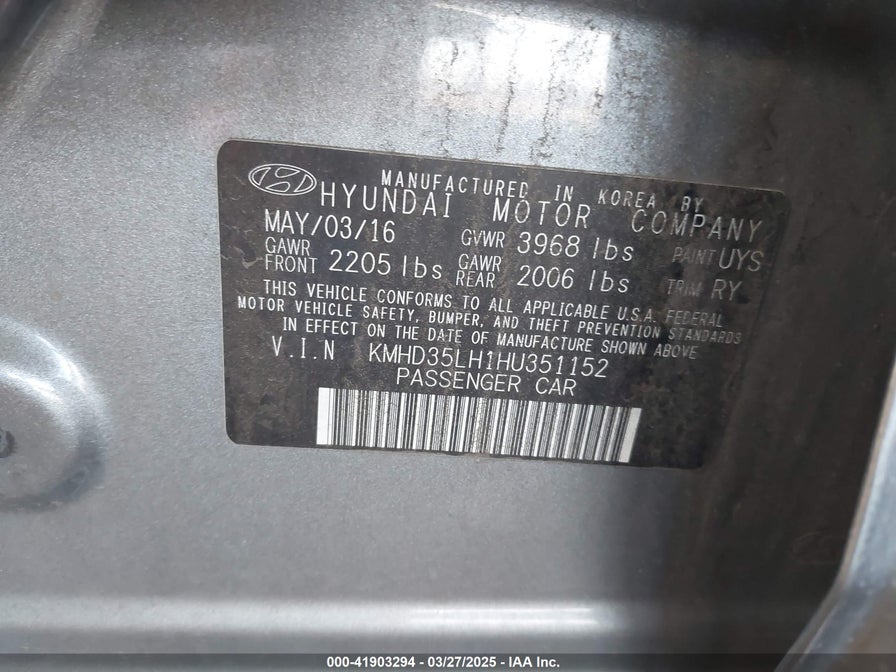 MANUFACTURED IN KOREA BY
HYUNDAI MOTOR COMPANY
MAY/03/16 GVWR 3968 lbs PAINT UYS
GAWR FRONT 2205 lbs GAWR REAR 2006 lbs TRIM RY
THIS VEHICLE CONFORMS TO ALL APPLICABLE U.S.A. FEDERAL
MOTOR VEHICLE SAFETY, BUMPER, AND THEFT PREVENTION STANDARDS
IN EFFECT ON THE DATE OF MANUFACTURE SHOWN ABOVE
V.I.N KMHD35LH1HU351152
PASSENGER CAR
000-41903294 - 03/27/2025 - IAA Inc.